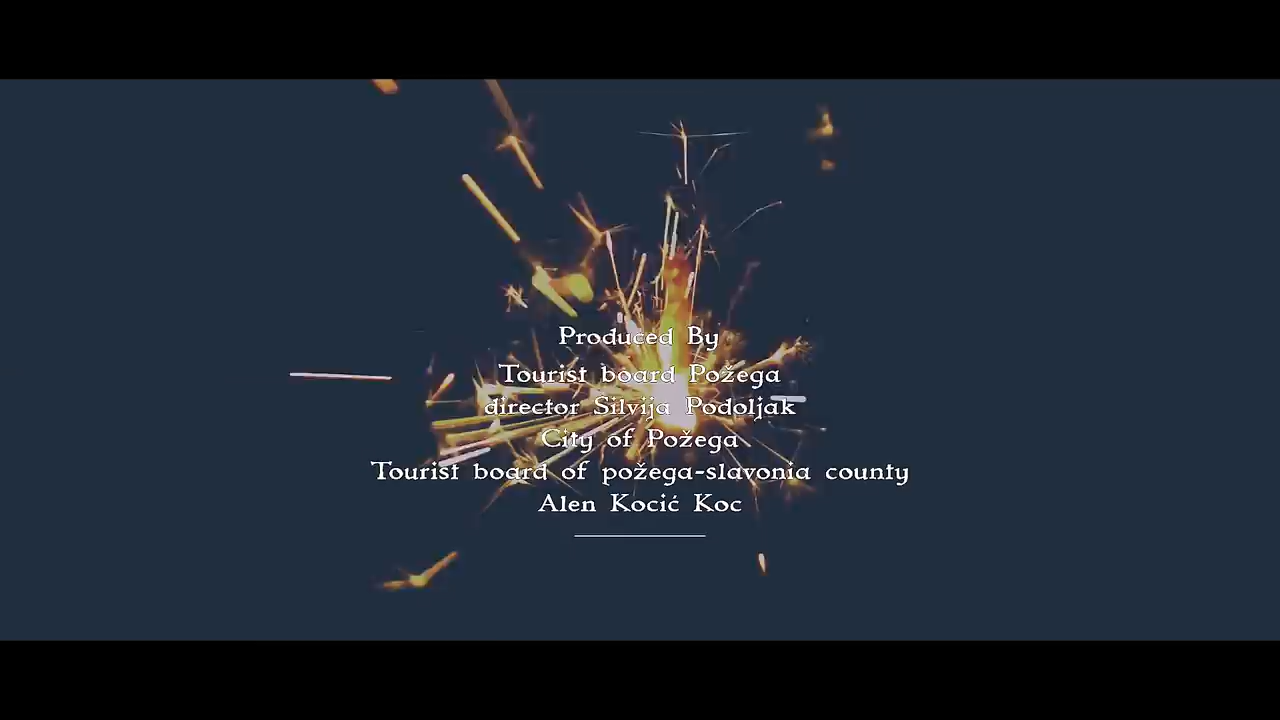 Produced By
Tourist board Požega
director Silvija Podoljak
City of Požega
Tourist board of požega-slavonia county
Alen Kocić Koc